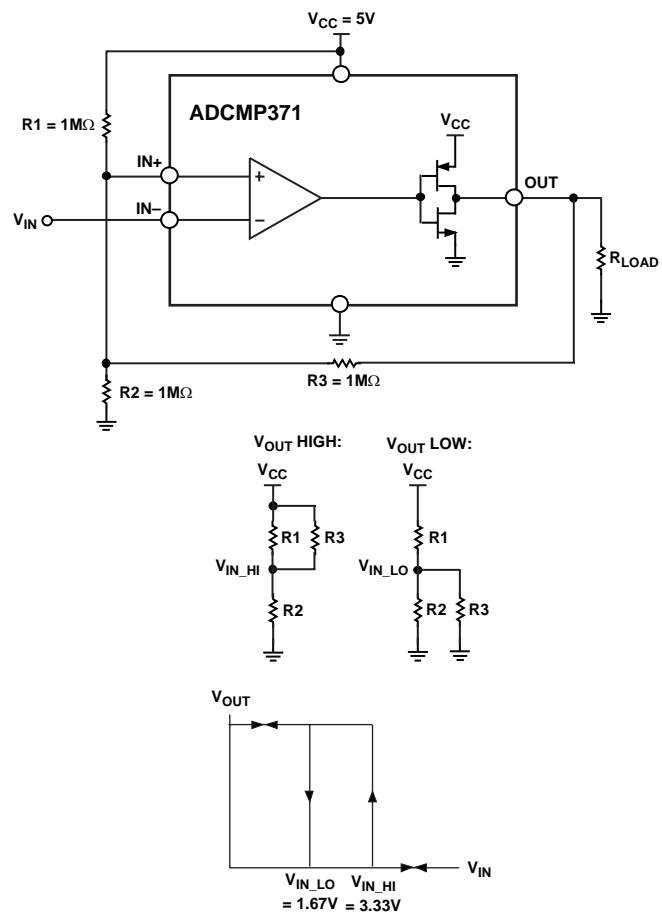 VCC = 5V
ADCMP371
R1 = 1MΩ
VCC
IN+
+
OUT
VIN
IN–
–
RLOAD
R2 = 1MΩ
R3 = 1MΩ
VOUT HIGH:
VOUT LOW:
VCC
VCC
R1
R3
R1
VIN_HI
VIN_LO
R2
R2
R3
VOUT
VIN
VIN_LO
= 1.67V
VIN_HI
= 3.33V